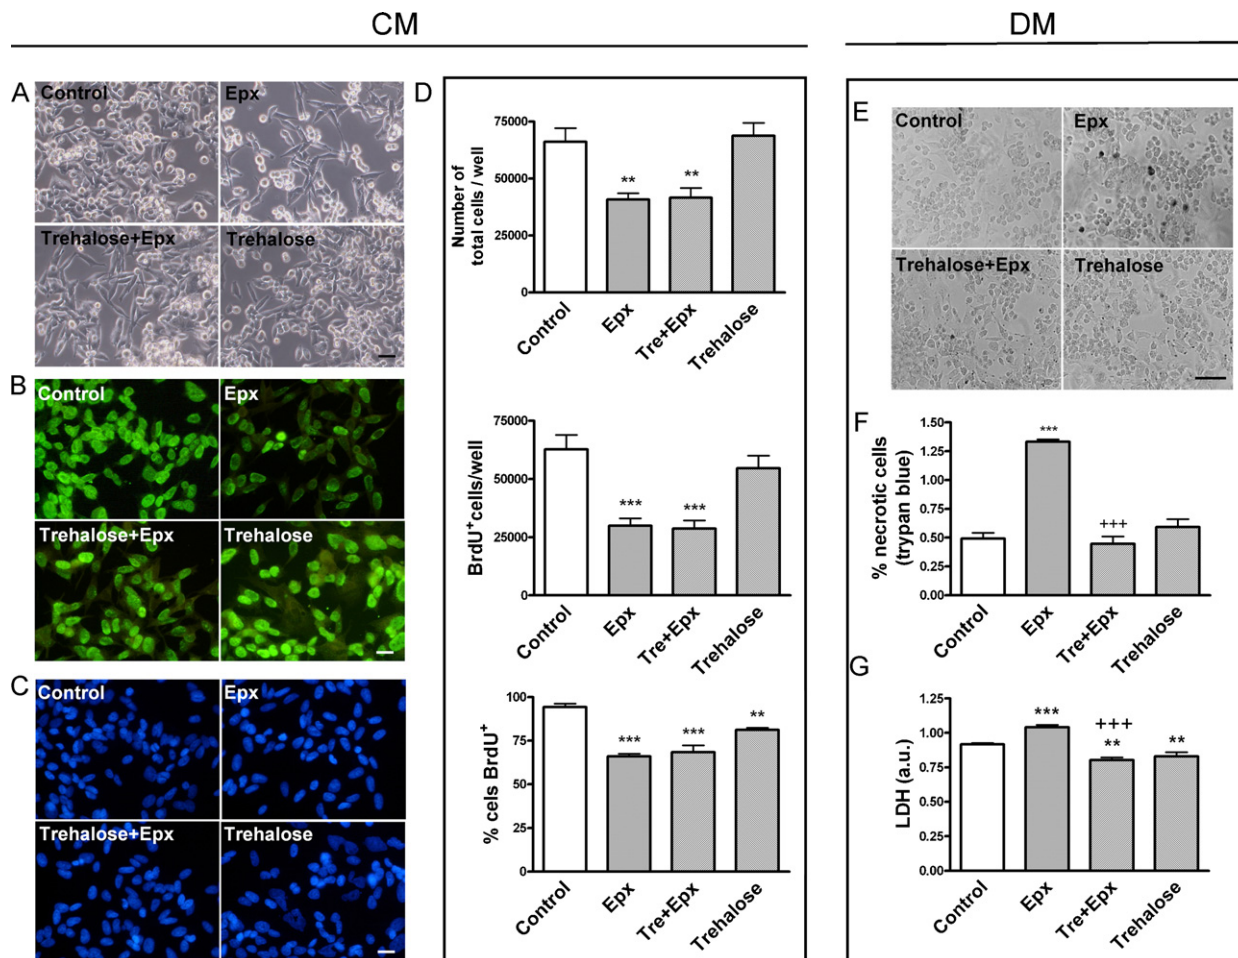 CM
DM
A
Control
Epx
Trehalose+Epx
Trehalose
B
Control
Epx
Trehalose+Epx
Trehalose
C
Control
Epx
Trehalose+Epx
Trehalose
D
Number of
total cells / well
75000
50000
25000
0
**
**
Control
Epx
Tre+Epx
Trehalose
BrdU+cells/well
75000
50000
25000
0
***
***
Control
Epx
Tre+Epx
Trehalose
% cels BrdU+
100
75
50
25
0
***
***
**
Control
Epx
Tre+Epx
Trehalose
E
Control
Epx
Trehalose+Epx
Trehalose
F
% necrotic cells
(trypan blue)
1.50
1.25
1.00
0.75
0.50
0.25
0.00
***
+++
Control
Epx
Tre+Epx
Trehalose
G
LDH (a.u.)
1.25
1.00
0.75
0.50
0.25
0.00
***
+++
**
**
Control
Epx
Tre+Epx
Trehalose